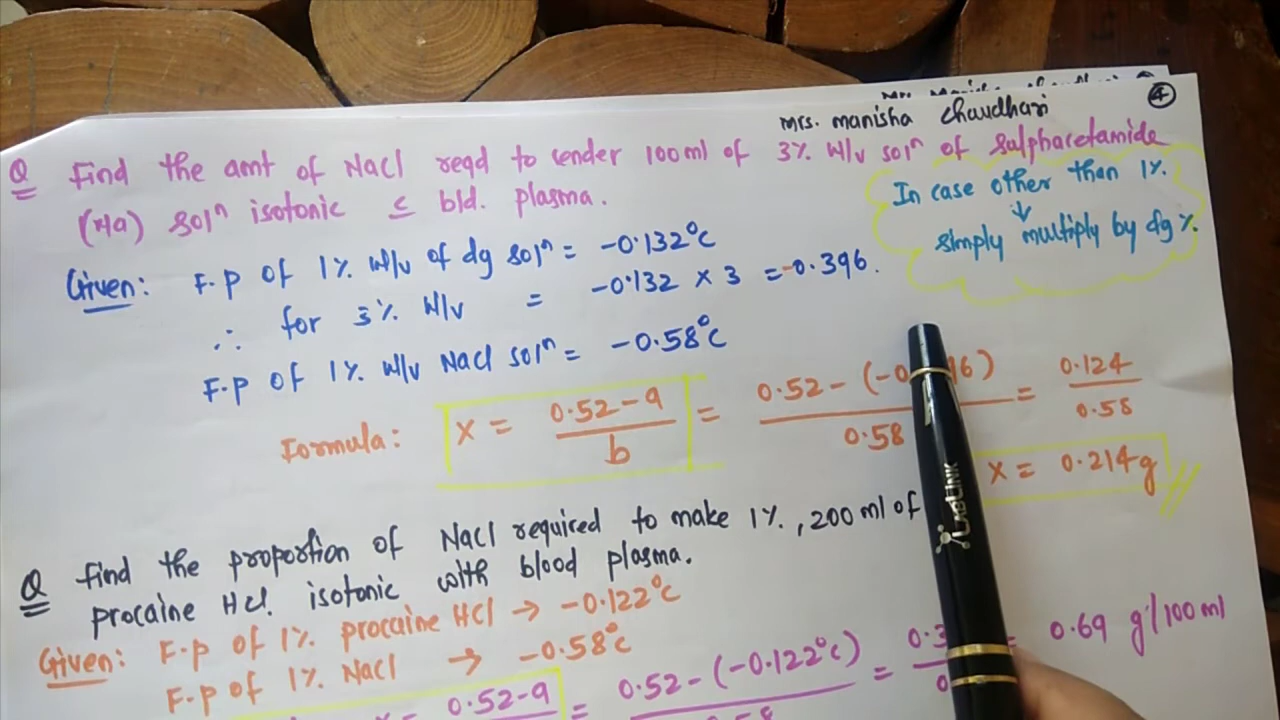 Mrs. Manisha Chaudhari
4
Q Find the amt of NaCl reqd to render 100ml of 3% W/v solⁿ of Sulphacetamide
(Na) solⁿ isotonic c̄ bld. plasma.
In case other than 1%.
↓
simply multiply by dg %.
Given: F.p of 1% W/v of dg solⁿ = -0.132°C
∴ for 3% W/v = -0.132 × 3 = -0.396.
F.p of 1% W/v NaCl solⁿ = -0.58°C
Formula: x = 0.52-a / b = 0.52 - (-0. 96) / 0.58 = 0.124 / 0.58
x = 0.214g
LABLINK
Q Find the proportion of NaCl required to make 1%, 200ml of
procaine HCl. isotonic with blood plasma.
Given: F.p of 1% procaine HCl → -0.122°C
F.p of 1% NaCl → -0.58°C
0.52-a = 0.52 - (-0.122°C) = 0.3 = 0.69 g/100ml